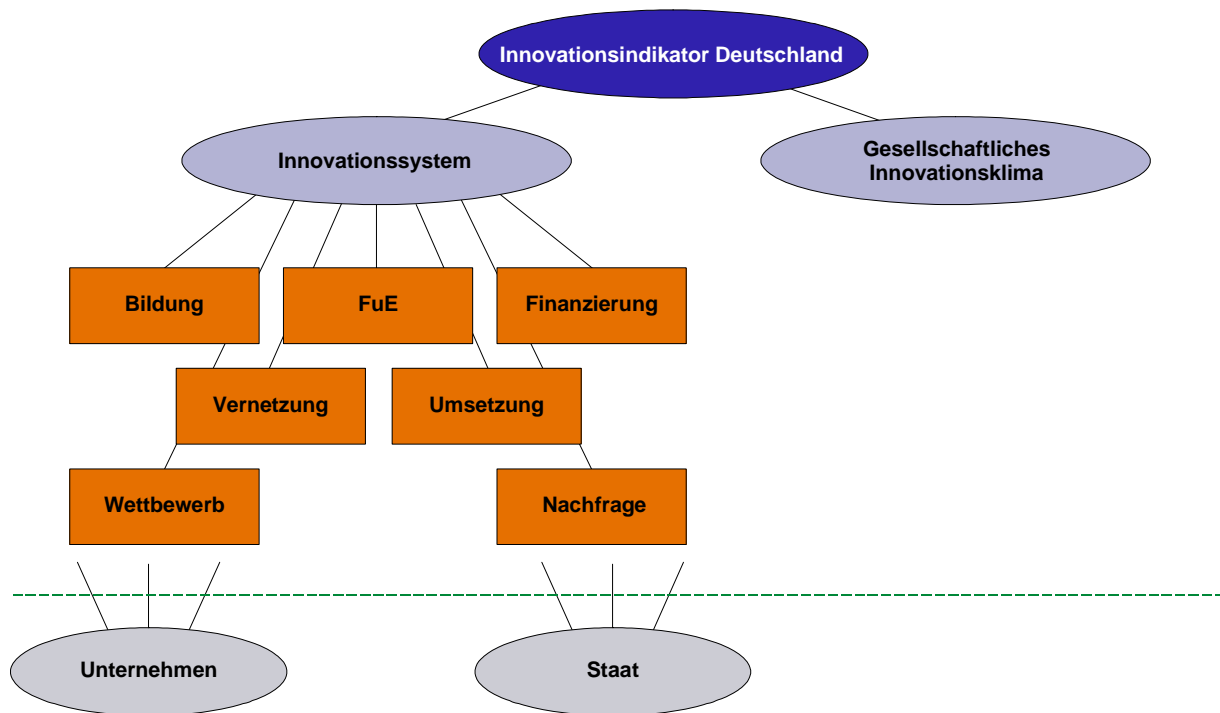 Innovationsindikator Deutschland
Innovationssystem
Gesellschaftliches
Innovationsklima
Bildung
FuE
Finanzierung
Vernetzung
Umsetzung
Wettbewerb
Nachfrage
Unternehmen
Staat